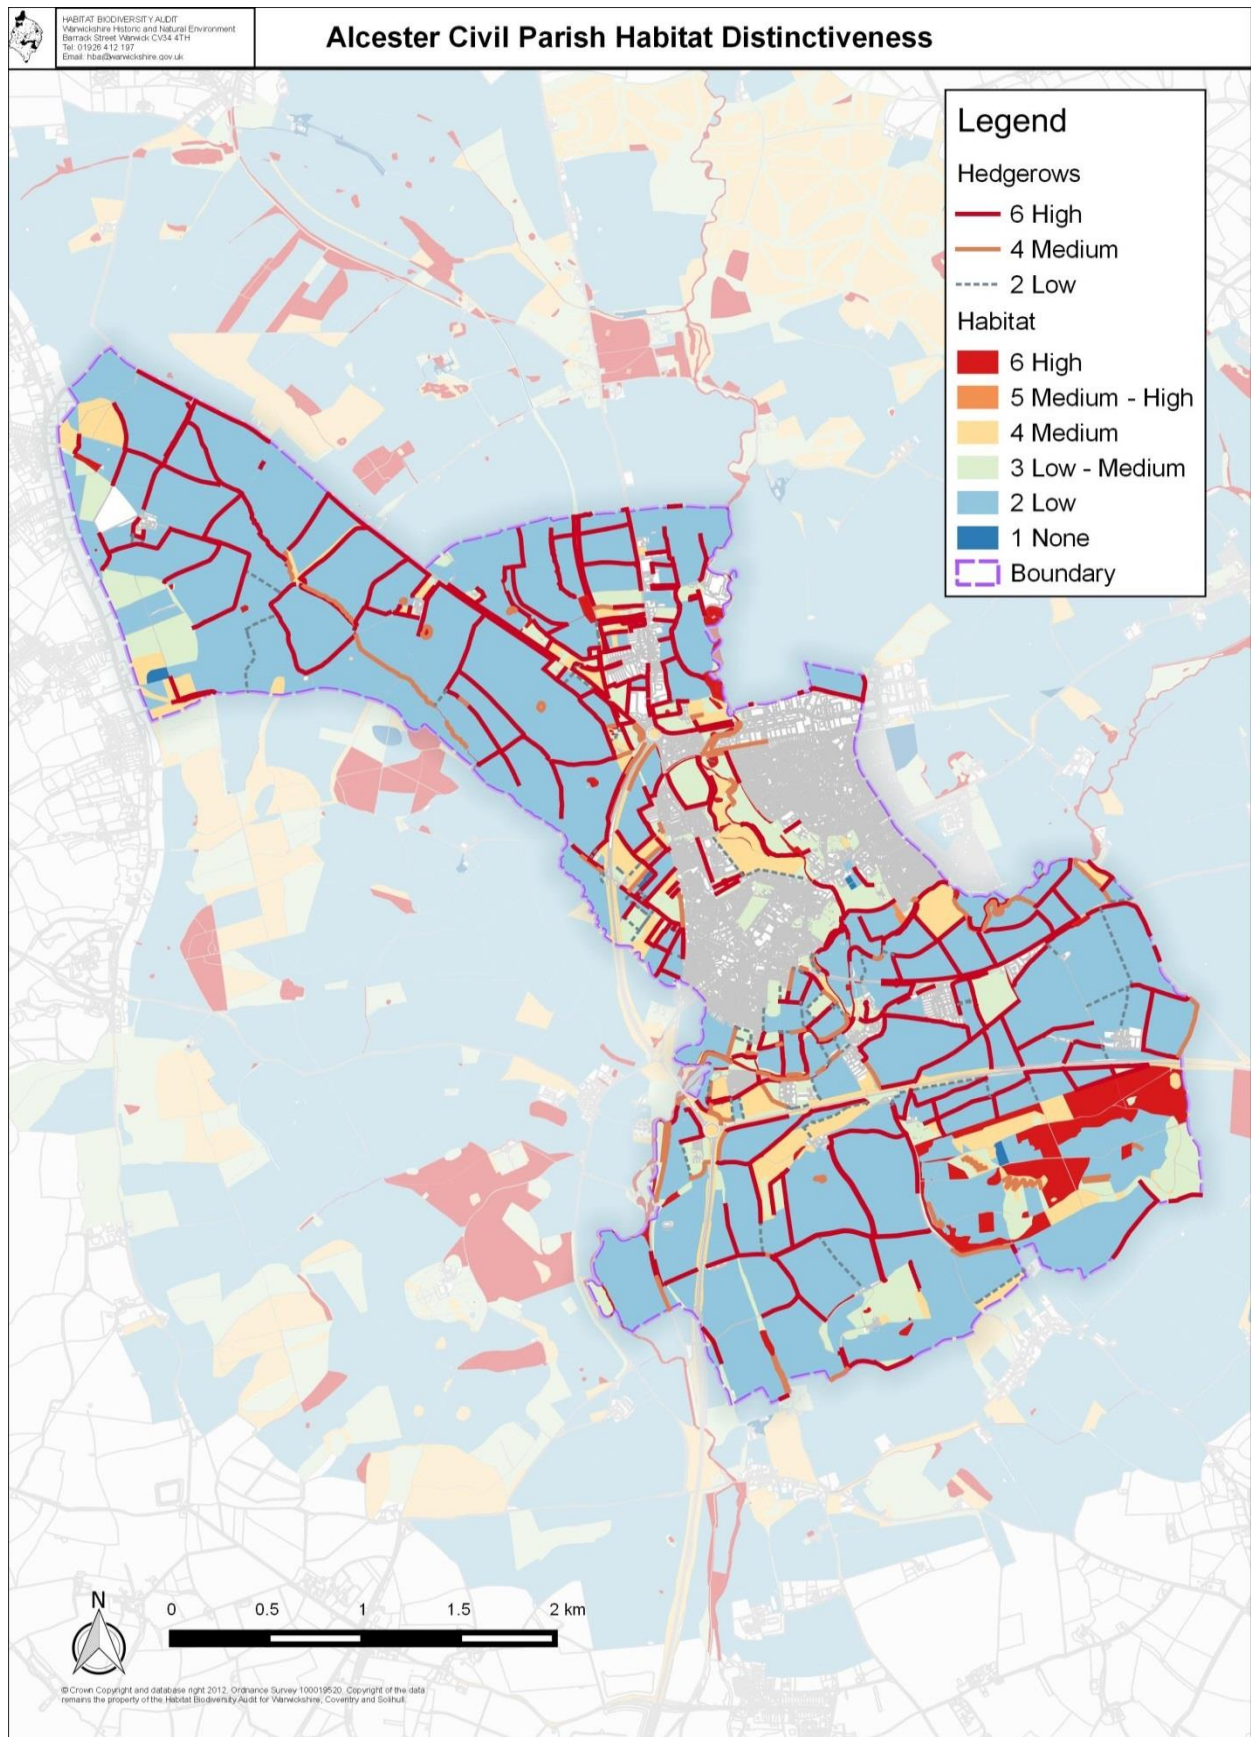 HABITAT BIODIVERSITY AUDIT
Warwickshire Historic and Natural Environment
Barrack Street Warwick CV34 4TH
Tel: 01926 412 197
Email: hba@warwickshire.gov.uk
Alcester Civil Parish Habitat Distinctiveness
Legend
Hedgerows
6 High
4 Medium
2 Low
Habitat
6 High
5 Medium - High
4 Medium
3 Low - Medium
2 Low
1 None
Boundary
N
0 0.5 1 1.5 2 km
© Crown Copyright and database right 2012. Ordnance Survey 100019520. Copyright of the data
remains the property of the Habitat Biodiversity Audit for Warwickshire, Coventry and Solihull.